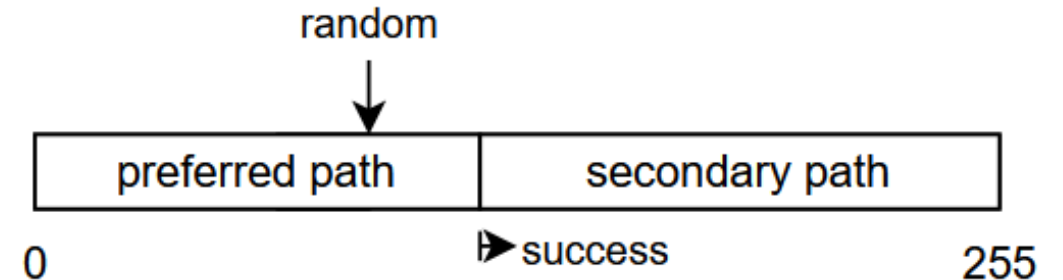 random
preferred path
secondary path
0
success
255